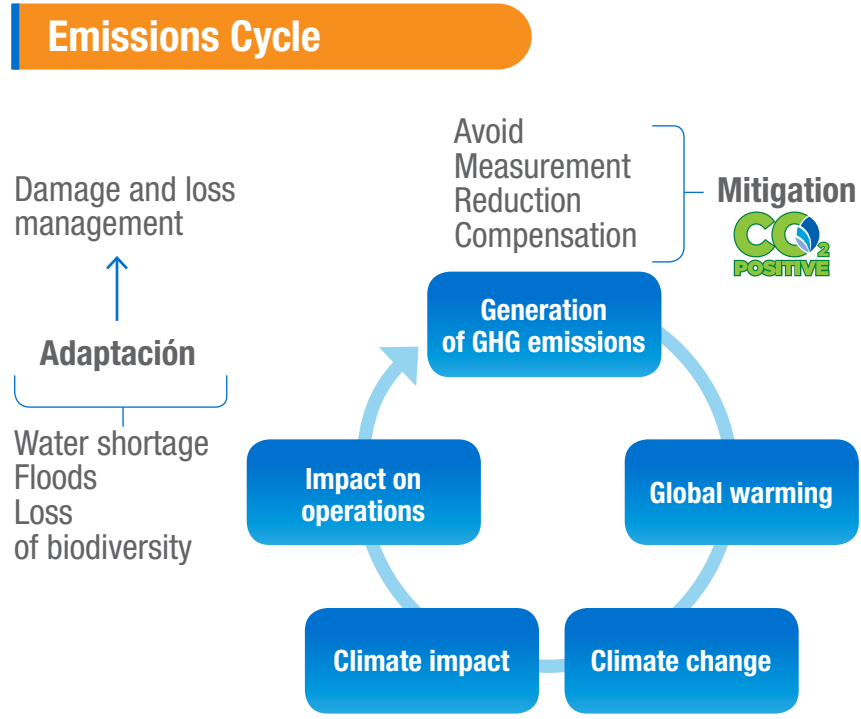 Emissions Cycle
Avoid
Measurement
Reduction
Compensation
Mitigation
CO2
POSITIVE
Damage and loss
management
Adaptación
Water shortage
Floods
Loss
of biodiversity
Generation
of GHG emissions
Global warming
Climate change
Climate impact
Impact on
operations